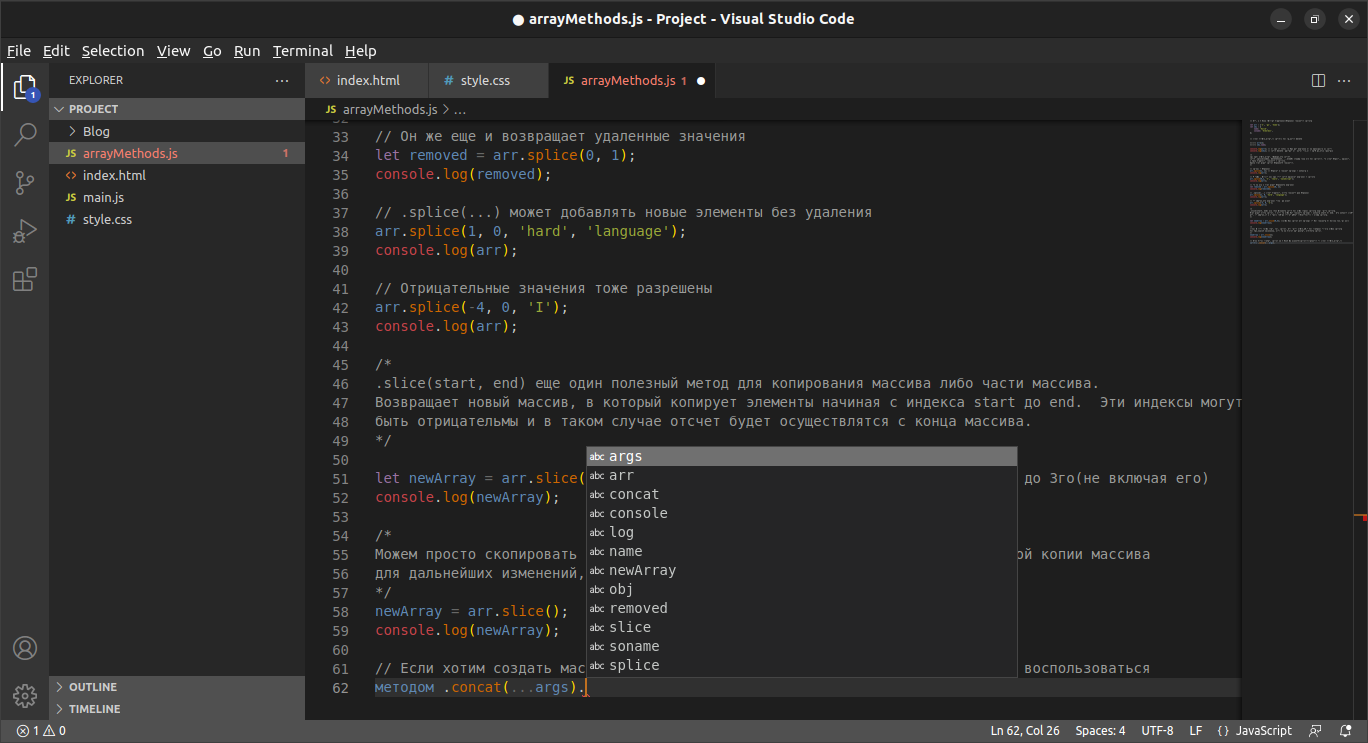 arrayMethods.js - Project - Visual Studio Code
File Edit Selection View Go Run Terminal Help
EXPLORER
PROJECT
Blog
JS arrayMethods.js 1
<> index.html
JS main.js
# style.css
OUTLINE
TIMELINE
<> index.html # style.css JS arrayMethods.js 1
JS arrayMethods.js > ...
32
33 // Он же еще и возвращает удаленные значения
34 let removed = arr.splice(0, 1);
35 console.log(removed);
36
37 // .splice(...) может добавлять новые элементы без удаления
38 arr.splice(1, 0, 'hard', 'language');
39 console.log(arr);
40
41 // Отрицательные значения тоже разрешены
42 arr.splice(-4, 0, 'I');
43 console.log(arr);
44
45 /*
46 .slice(start, end) еще один полезный метод для копирования массива либо части массива.
47 Возвращает новый массив, в который копирует элементы начиная с индекса start до end. Эти индексы могут
48 быть отрицательмы и в таком случае отсчет будет осуществлятся с конца массива.
49 */
50
51 let newArray = arr.slice( до 3го(не включая его)
52 console.log(newArray);
53
54 /*
55 Можем просто скопировать ой копии массива
56 для дальнейших изменений,
57 */
58 newArray = arr.slice();
59 console.log(newArray);
60
61 // Если хотим создать мас воспользоваться
62 методом .concat(...args).
abc args
abc arr
abc concat
abc console
abc log
abc name
abc newArray
abc obj
abc removed
abc slice
abc soname
abc splice
1 0 Ln 62, Col 26 Spaces: 4 UTF-8 LF {} JavaScript